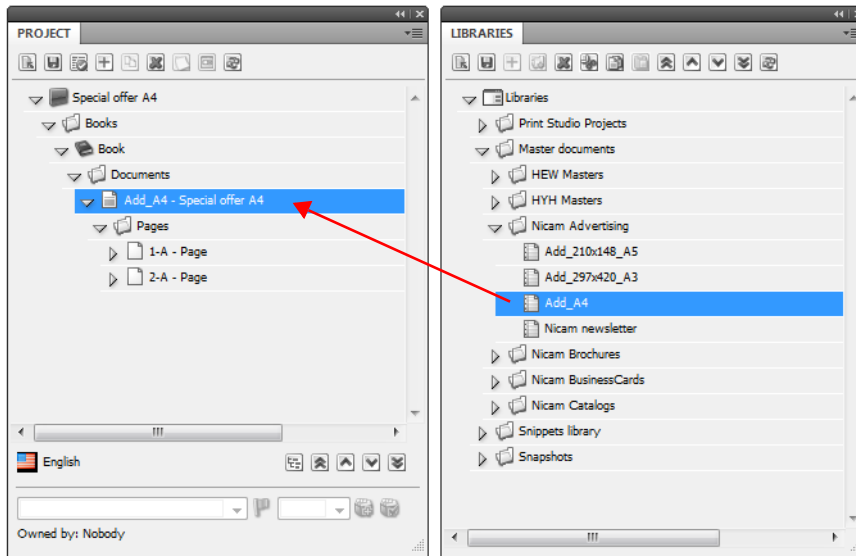 PROJECT
Special offer A4
Books
Book
Documents
Add_A4 - Special offer A4
Pages
1-A - Page
2-A - Page
English
Owned by: Nobody
LIBRARIES
Libraries
Print Studio Projects
Master documents
HEW Masters
HYH Masters
Nicam Advertising
Add_210x148_A5
Add_297x420_A3
Add_A4
Nicam newsletter
Nicam Brochures
Nicam BusinessCards
Nicam Catalogs
Snippets library
Snapshots